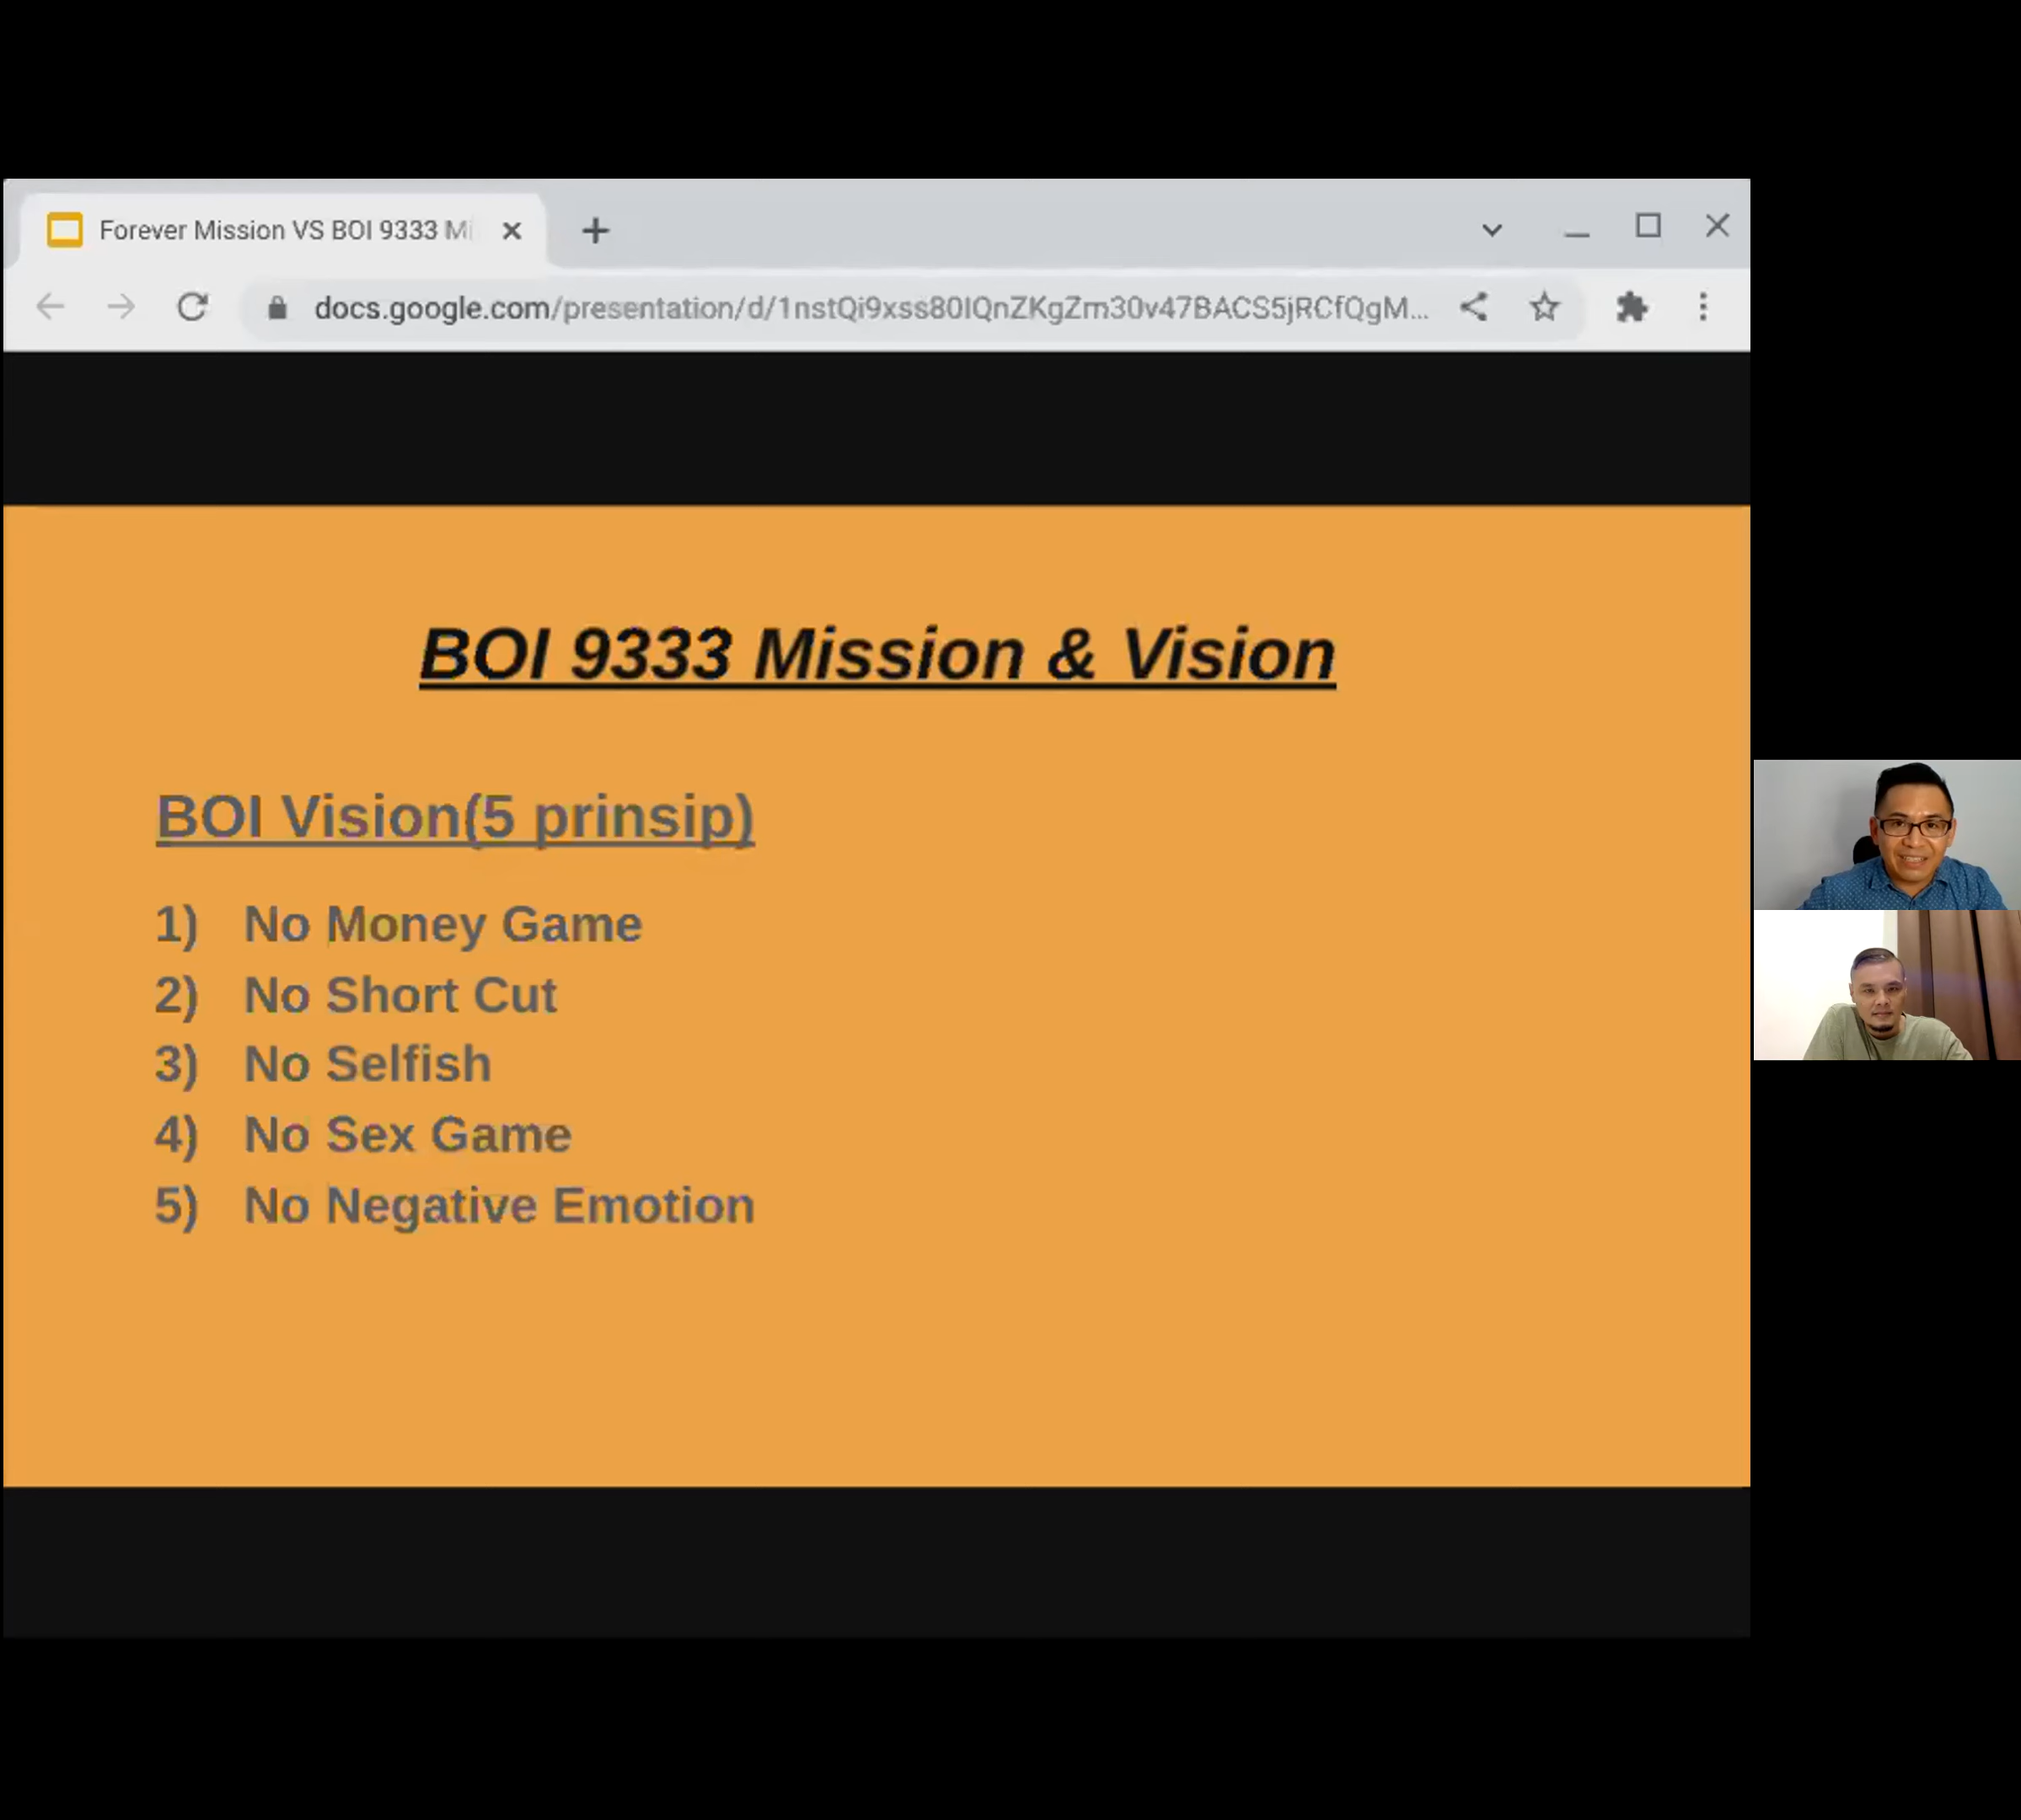 Forever Mission VS BOI 9333 Mi
docs.google.com/presentation/d/1nstQi9xss80IQnZKgZm30v47BACS5jRCfQgM...
BOI 9333 Mission & Vision
BOI Vision(5 prinsip)
1) No Money Game
2) No Short Cut
3) No Selfish
4) No Sex Game
5) No Negative Emotion